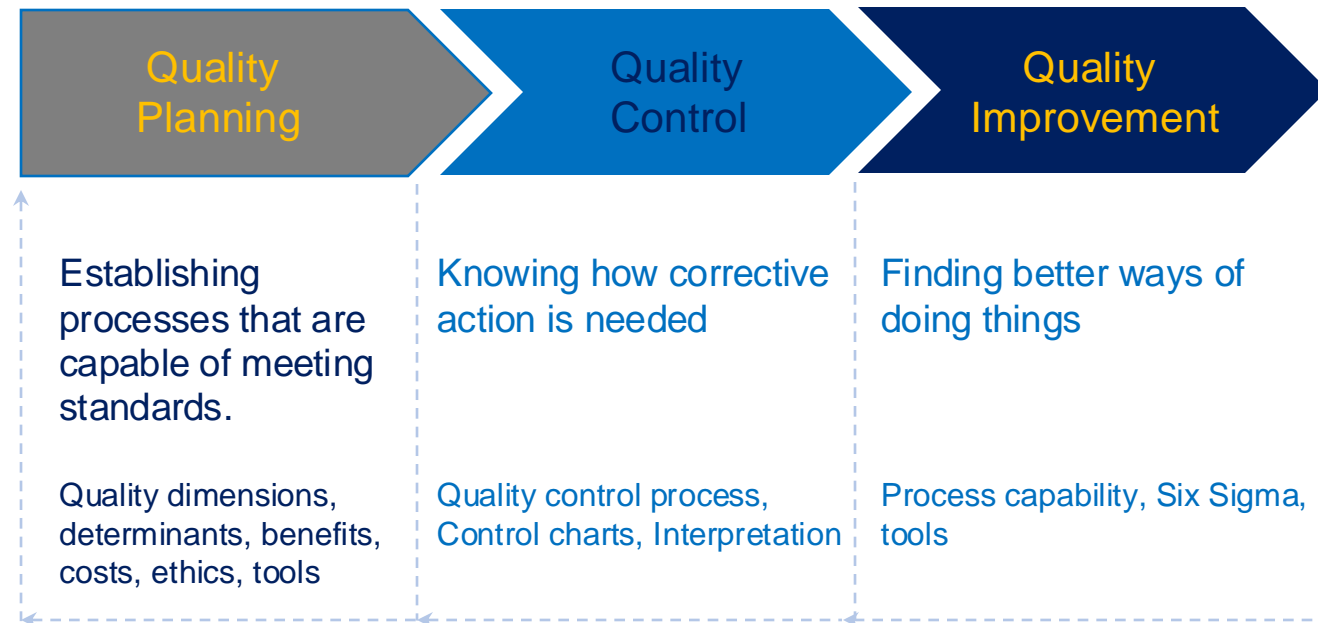 Quality
Planning
Quality
Control
Quality
Improvement
Establishing
processes that are
capable of meeting
standards.
Knowing how corrective
action is needed
Finding better ways of
doing things
Quality dimensions,
determinants, benefits,
costs, ethics, tools
Quality control process,
Control charts, Interpretation
Process capability, Six Sigma,
tools